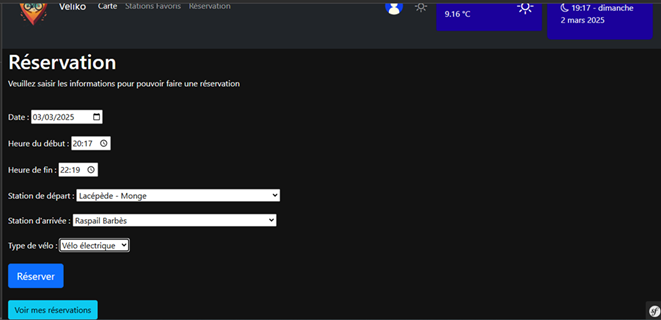 Veliko Carte Stations Favoris Réservation
9.16 °C
19:17 - dimanche
2 mars 2025
Réservation
Veuillez saisir les informations pour pouvoir faire une réservation
Date : 03/03/2025
Heure du début : 20:17
Heure de fin : 22:19
Station de départ : Lacépède - Monge
Station d'arrivée : Raspail Barbès
Type de vélo : Vélo électrique
Réserver
Voir mes réservations
sf